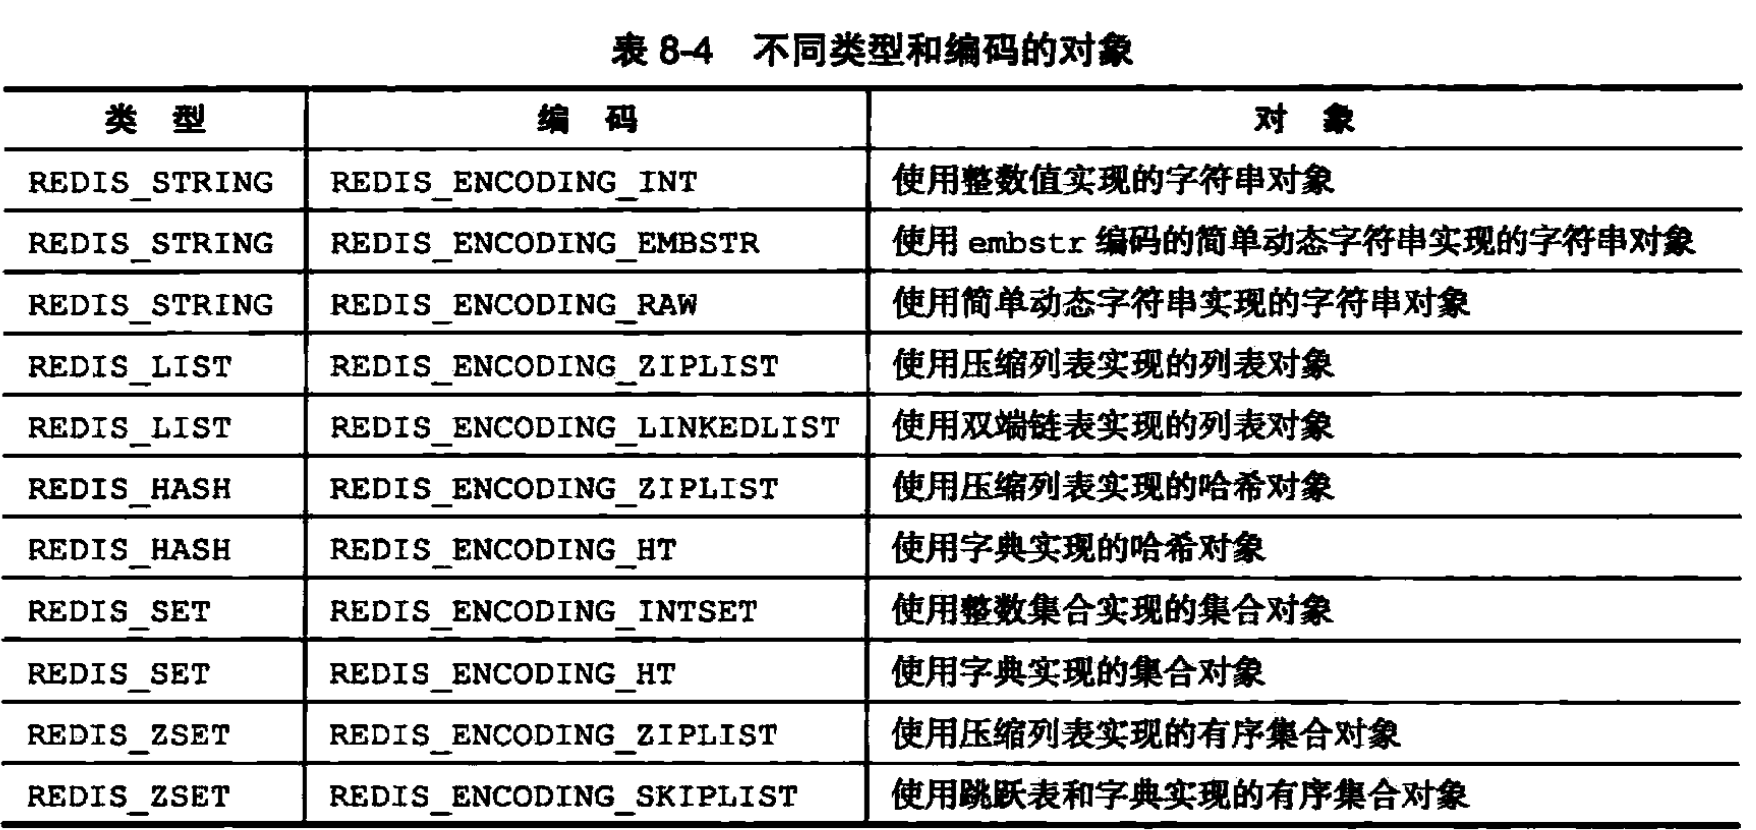 表 8-4 不同类型和编码的对象
类 型 编 码 对 象
REDIS_STRING REDIS_ENCODING_INT 使用整数值实现的字符串对象
REDIS_STRING REDIS_ENCODING_EMBSTR 使用 embstr 编码的简单动态字符串实现的字符串对象
REDIS_STRING REDIS_ENCODING_RAW 使用简单动态字符串实现的字符串对象
REDIS_LIST REDIS_ENCODING_ZIPLIST 使用压缩列表实现的列表对象
REDIS_LIST REDIS_ENCODING_LINKEDLIST 使用双端链表实现的列表对象
REDIS_HASH REDIS_ENCODING_ZIPLIST 使用压缩列表实现的哈希对象
REDIS_HASH REDIS_ENCODING_HT 使用字典实现的哈希对象
REDIS_SET REDIS_ENCODING_INTSET 使用整数集合实现的集合对象
REDIS_SET REDIS_ENCODING_HT 使用字典实现的集合对象
REDIS_ZSET REDIS_ENCODING_ZIPLIST 使用压缩列表实现的有序集合对象
REDIS_ZSET REDIS_ENCODING_SKIPLIST 使用跳跃表和字典实现的有序集合对象